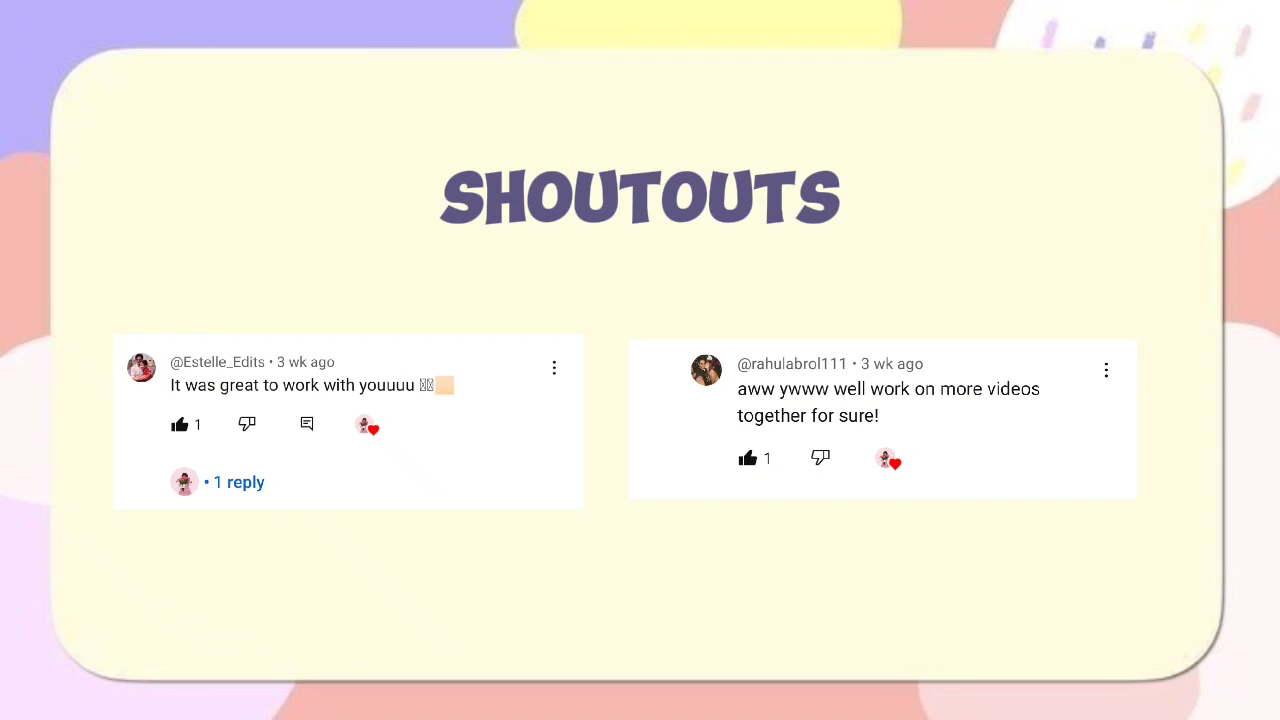 SHOUTOUTS
@Estelle_Edits • 3 wk ago
It was great to work with youuuu
1
• 1 reply
@rahulabrol111 • 3 wk ago
aww ywww well work on more videos
together for sure!
1